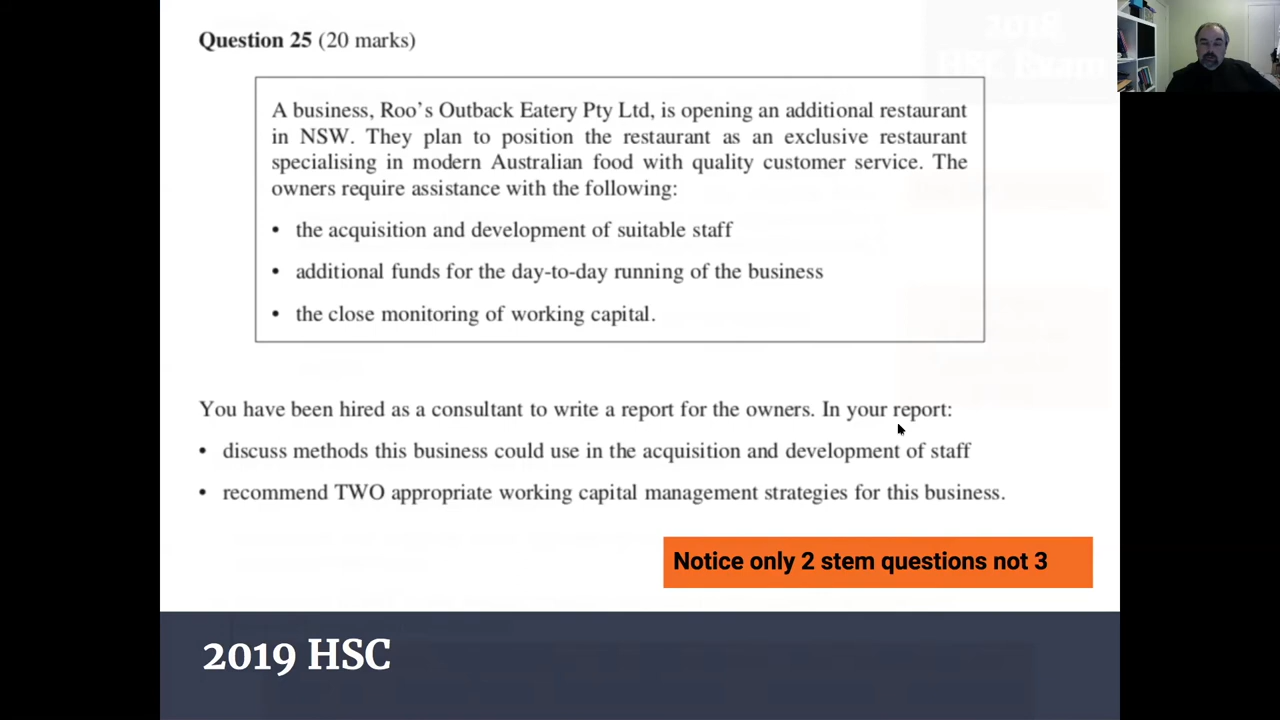 Question 25 (20 marks)
A business, Roo's Outback Eatery Pty Ltd, is opening an additional restaurant
in NSW. They plan to position the restaurant as an exclusive restaurant
specialising in modern Australian food with quality customer service. The
owners require assistance with the following:
• the acquisition and development of suitable staff
• additional funds for the day-to-day running of the business
• the close monitoring of working capital.
You have been hired as a consultant to write a report for the owners. In your report:
• discuss methods this business could use in the acquisition and development of staff
• recommend TWO appropriate working capital management strategies for this business.
Notice only 2 stem questions not 3
2019 HSC